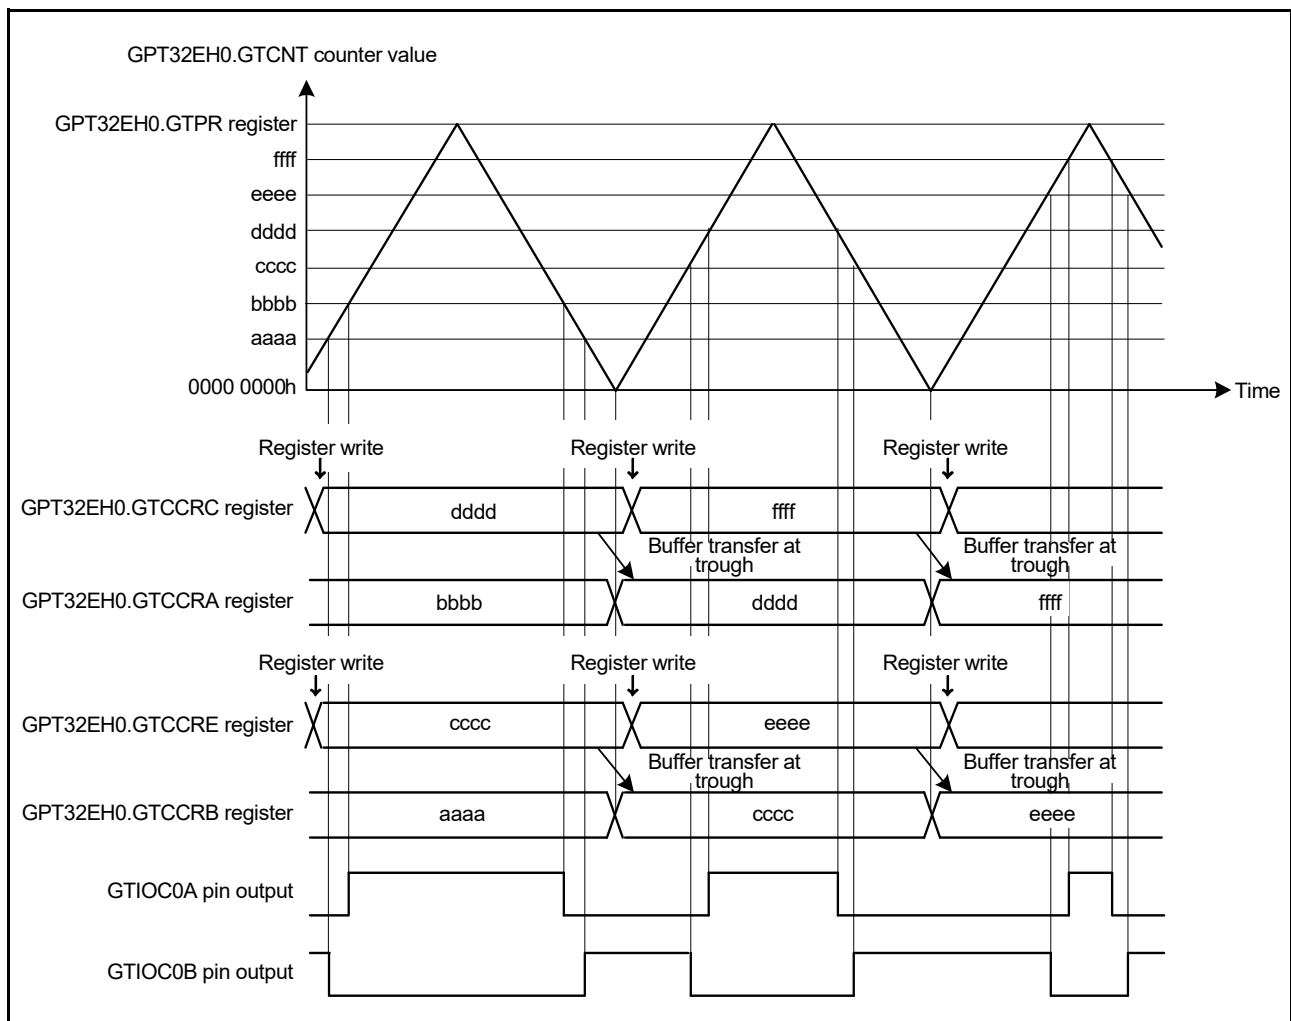 GPT32EH0.GTCNT counter value
GPT32EH0.GTPR register
ffff
eeee
dddd
cccc
bbbb
aaaa
0000 0000h
Time
Register write Register write Register write
GPT32EH0.GTCCRC register dddd ffff
Buffer transfer at
trough
Buffer transfer at
trough
GPT32EH0.GTCCRA register bbbb dddd ffff
Register write Register write Register write
GPT32EH0.GTCCRE register cccc eeee
Buffer transfer at
trough
Buffer transfer at
trough
GPT32EH0.GTCCRB register aaaa cccc eeee
GTIOC0A pin output
GTIOC0B pin output